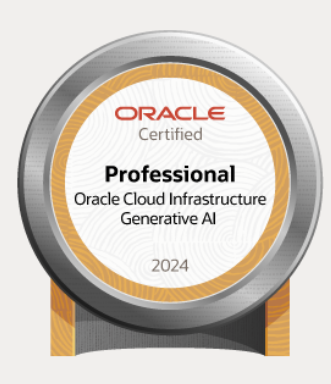 ORACLE
Certified
Professional
Oracle Cloud Infrastructure
Generative AI
2024